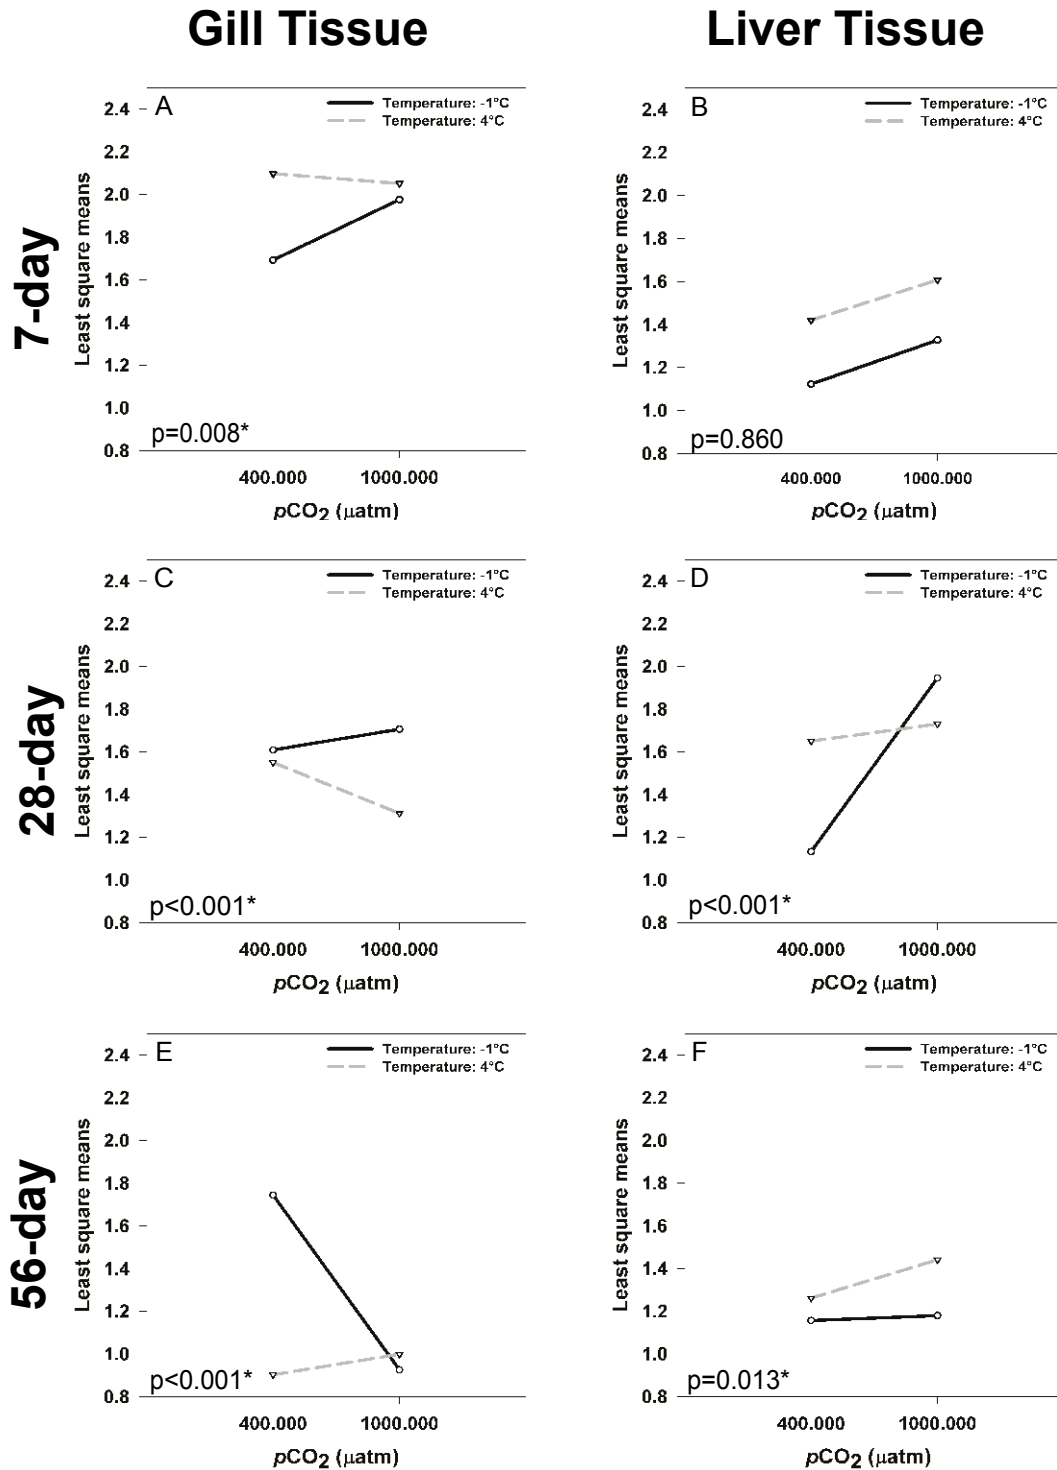 Gill Tissue
Liver Tissue
7-day
A
Temperature: -1°C
Temperature: 4°C
Least square means
2.4
2.2
2.0
1.8
1.6
1.4
1.2
1.0
0.8
p=0.008*
400.000 1000.000
pCO2 (µatm)
B
Temperature: -1°C
Temperature: 4°C
Least square means
2.4
2.2
2.0
1.8
1.6
1.4
1.2
1.0
0.8
p=0.860
400.000 1000.000
pCO2 (µatm)
28-day
C
Temperature: -1°C
Temperature: 4°C
Least square means
2.4
2.2
2.0
1.8
1.6
1.4
1.2
1.0
0.8
p<0.001*
400.000 1000.000
pCO2 (µatm)
D
Temperature: -1°C
Temperature: 4°C
Least square means
2.4
2.2
2.0
1.8
1.6
1.4
1.2
1.0
0.8
p<0.001*
400.000 1000.000
pCO2 (µatm)
56-day
E
Temperature: -1°C
Temperature: 4°C
Least square means
2.4
2.2
2.0
1.8
1.6
1.4
1.2
1.0
0.8
p<0.001*
400.000 1000.000
pCO2 (µatm)
F
Temperature: -1°C
Temperature: 4°C
Least square means
2.4
2.2
2.0
1.8
1.6
1.4
1.2
1.0
0.8
p=0.013*
400.000 1000.000
pCO2 (µatm)